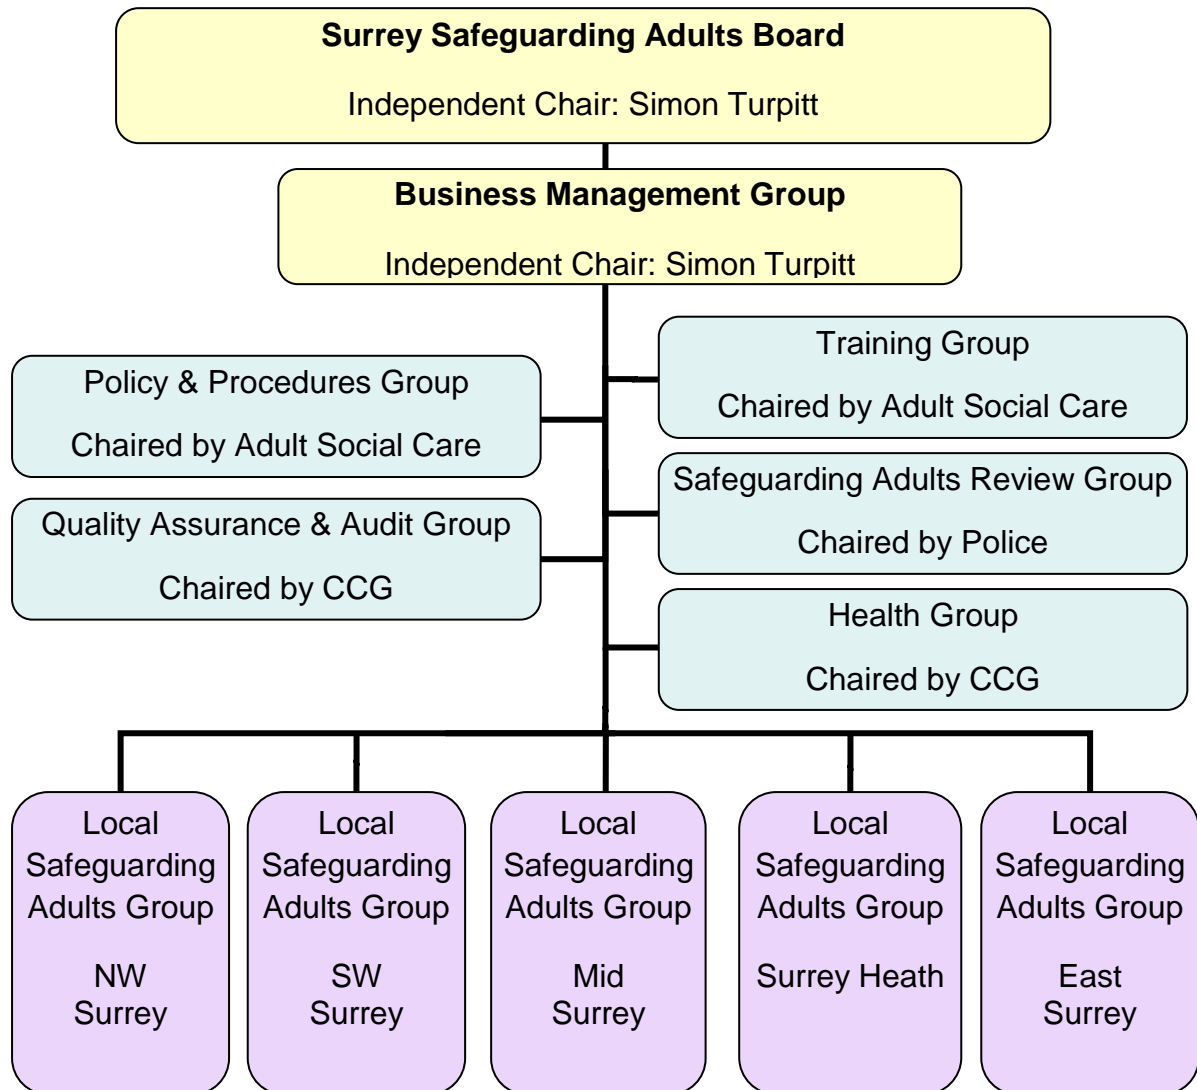 Surrey Safeguarding Adults Board
Independent Chair: Simon Turpitt
Business Management Group
Independent Chair: Simon Turpitt
Policy & Procedures Group
Chaired by Adult Social Care
Quality Assurance & Audit Group
Chaired by CCG
Training Group
Chaired by Adult Social Care
Safeguarding Adults Review Group
Chaired by Police
Health Group
Chaired by CCG
Local
Safeguarding
Adults Group
NW
Surrey
Local
Safeguarding
Adults Group
SW
Surrey
Local
Safeguarding
Adults Group
Mid
Surrey
Local
Safeguarding
Adults Group
Surrey Heath
Local
Safeguarding
Adults Group
East
Surrey